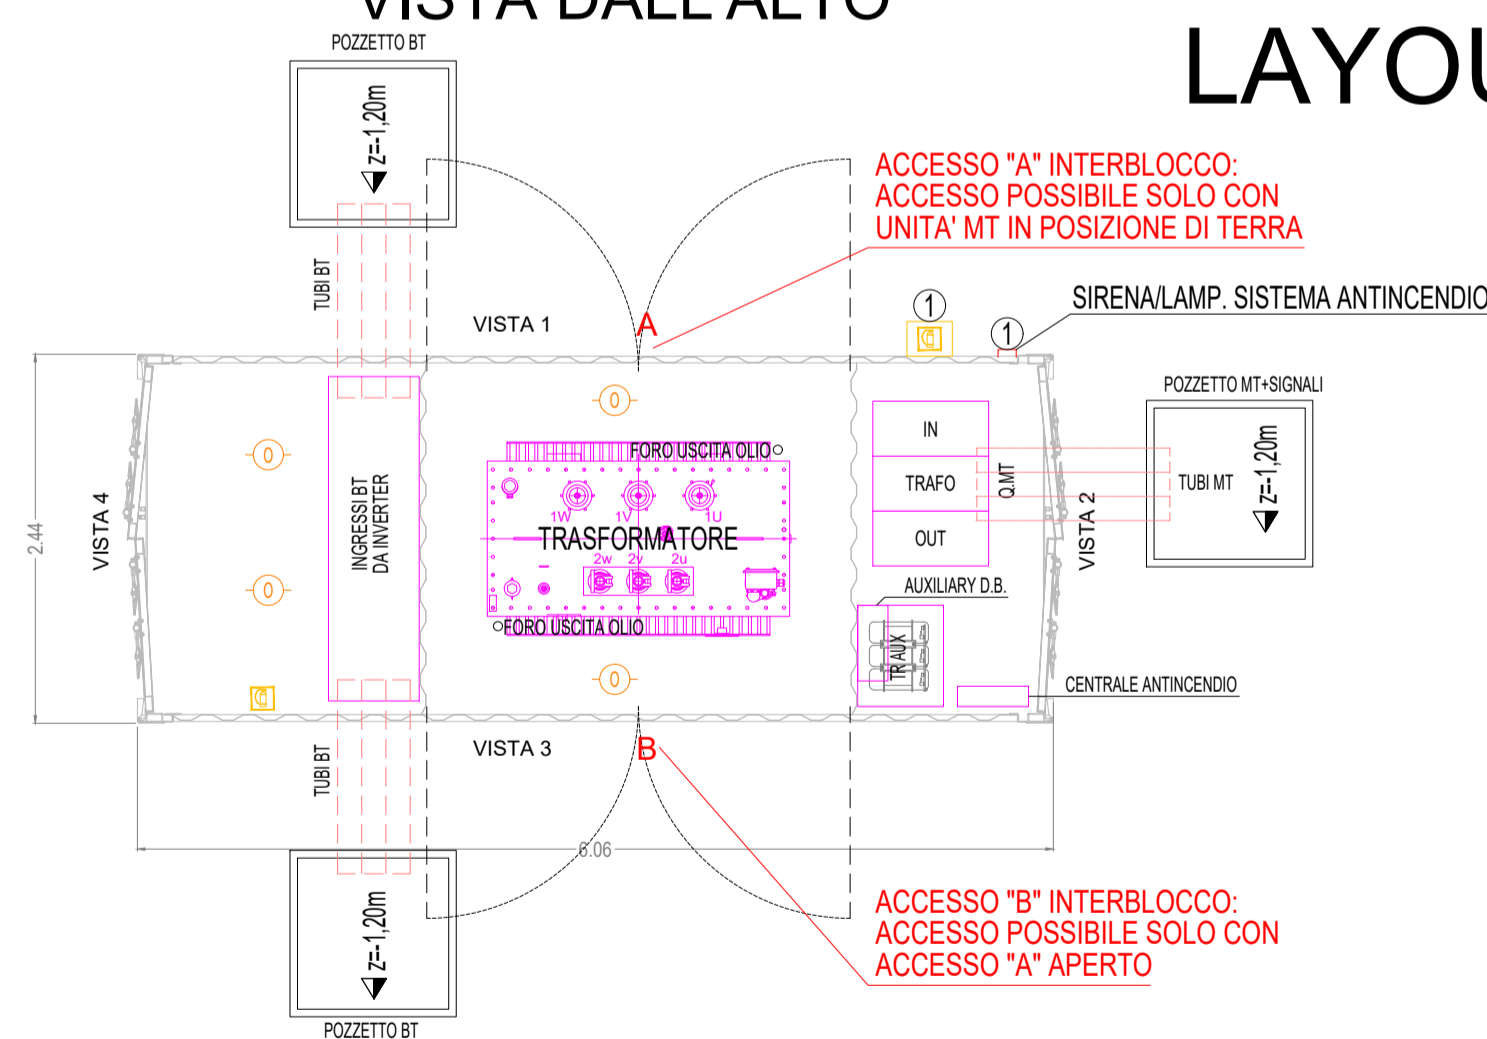 VISTA DALL'ALTO
LAYOU
POZZETTO BT
z=-1,20m
TUBI BT
VISTA 1
A
ACCESSO "A" INTERBLOCCO:
ACCESSO POSSIBILE SOLO CON
UNITA' MT IN POSIZIONE DI TERRA
1
1
SIRENA/LAMP. SISTEMA ANTINCENDIO
POZZETTO MT+SIGNALI
TUBI MT
z=-1,20m
VISTA 2
VISTA 4
2.44
INGRESSI BT
DA INVERTER
0
0
0
0
FORO USCITA OLIO
1W
1V
1U
TRASFORMATORE
2w
2v
2u
FORO USCITA OLIO
IN
TRAFO
OUT
Q.MT
AUXILIARY D.B.
TR AUX
CENTRALE ANTINCENDIO
VISTA 3
B
TUBI BT
6.06
z=-1,20m
POZZETTO BT
ACCESSO "B" INTERBLOCCO:
ACCESSO POSSIBILE SOLO CON
ACCESSO "A" APERTO